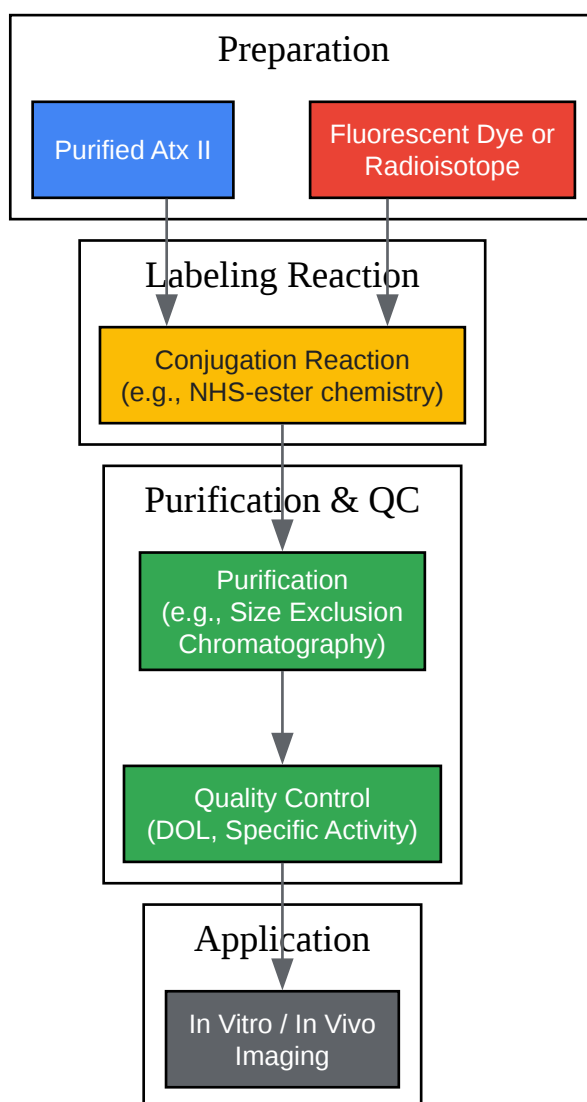 Preparation
Purified Atx II
Fluorescent Dye or
Radioisotope
Labeling Reaction
Conjugation Reaction
(e.g., NHS-ester chemistry)
Purification & QC
Purification
(e.g., Size Exclusion
Chromatography)
Quality Control
(DOL, Specific Activity)
Application
In Vitro / In Vivo
Imaging